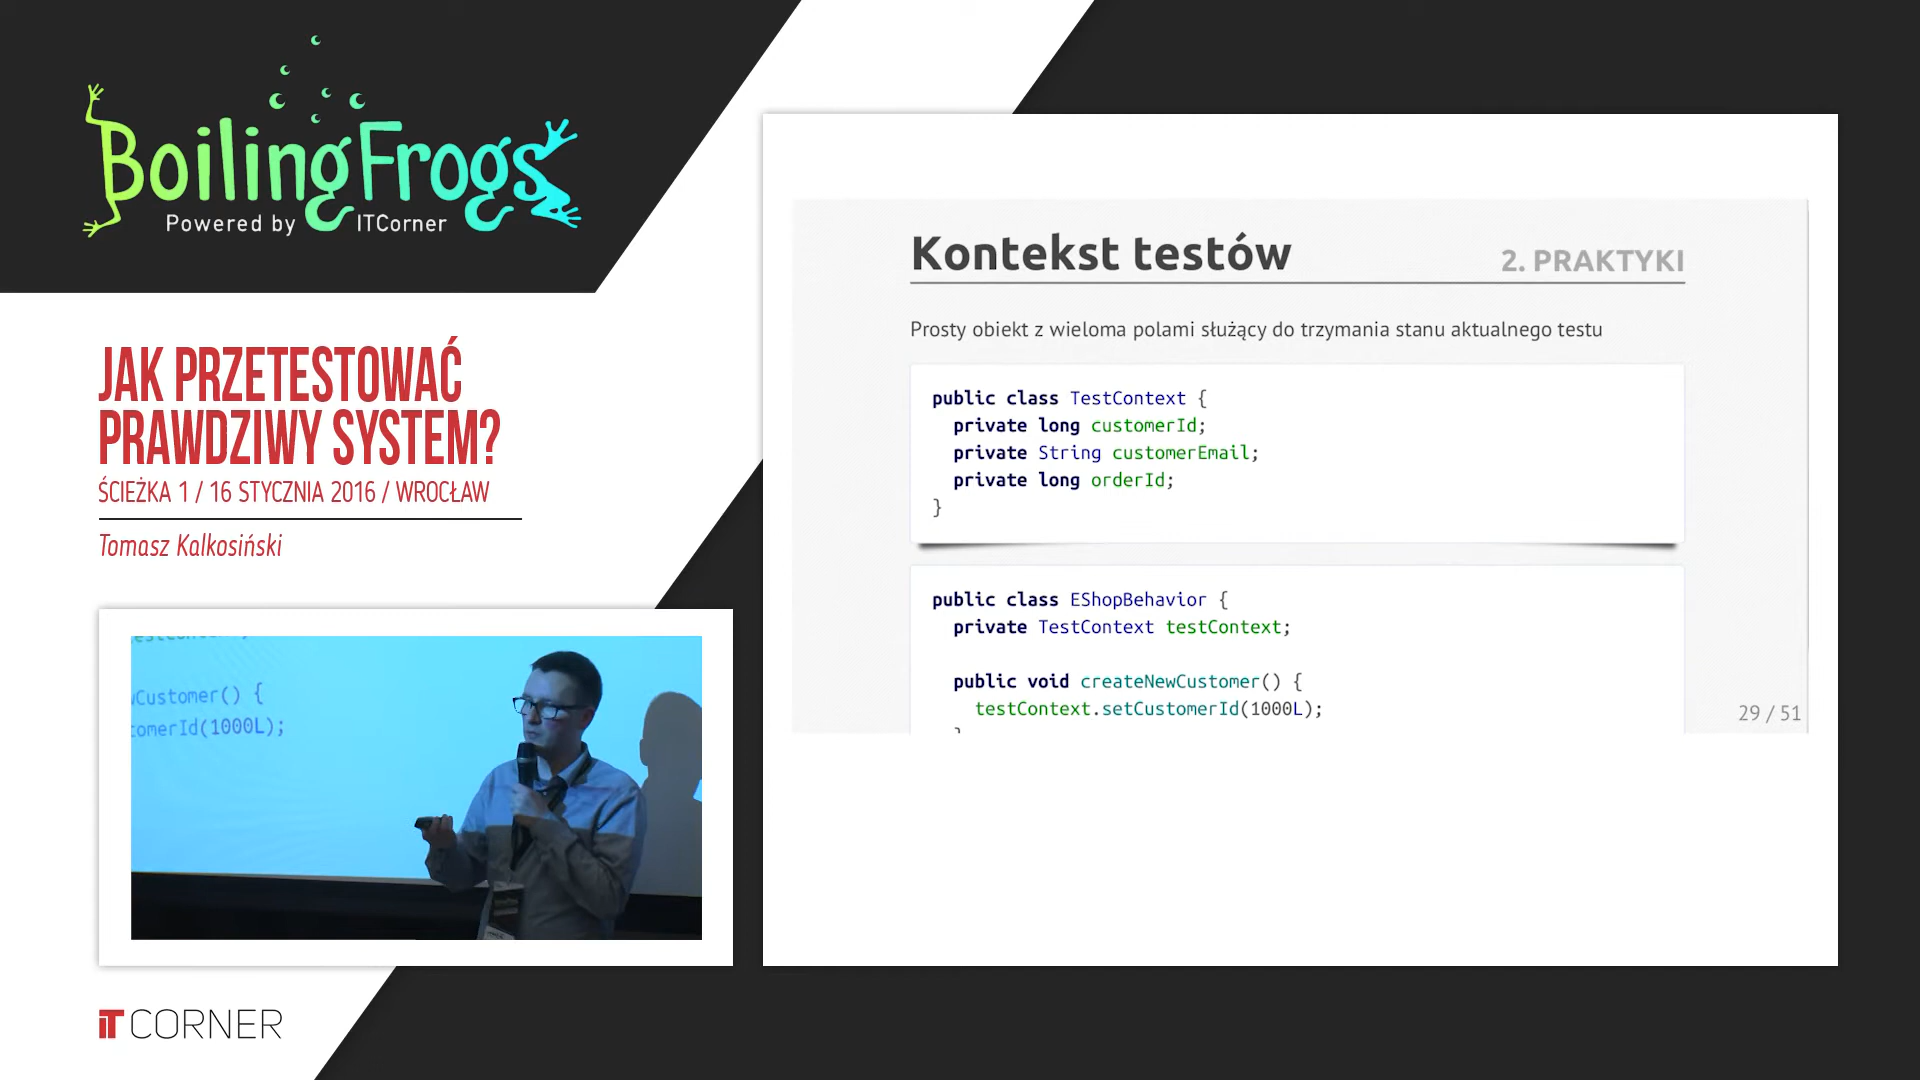 BoilingFrogs
Powered by ITCorner
JAK PRZETESTOWAĆ
PRAWDZIWY SYSTEM?
ŚCIEŻKA 1 / 16 STYCZNIA 2016 / WROCŁAW
Tomasz Kalkosiński
wCustomer() {
omerId(1000L);
IT CORNER
Kontekst testów
2. PRAKTYKI
Prosty obiekt z wieloma polami służący do trzymania stanu aktualnego testu
public class TestContext {
private long customerId;
private String customerEmail;
private long orderId;
}
public class EShopBehavior {
private TestContext testContext;
public void createNewCustomer() {
testContext.setCustomerId(1000L);
}
29 / 51